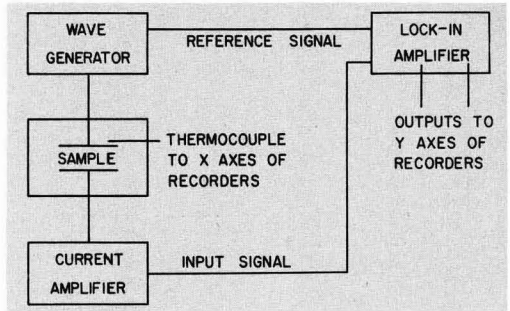 WAVE
GENERATOR
REFERENCE SIGNAL
LOCK-IN
AMPLIFIER
OUTPUTS TO
Y AXES OF
RECORDERS
SAMPLE
THERMOCOUPLE
TO X AXES OF
RECORDERS
CURRENT
AMPLIFIER
INPUT SIGNAL